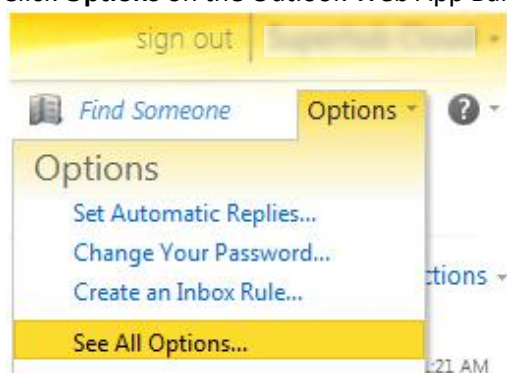 Click Options on the Outlook Web App
sign out
Find Someone Options
Options
Set Automatic Replies...
Change Your Password...
Create an Inbox Rule...
ctions
See All Options...
:21 AM